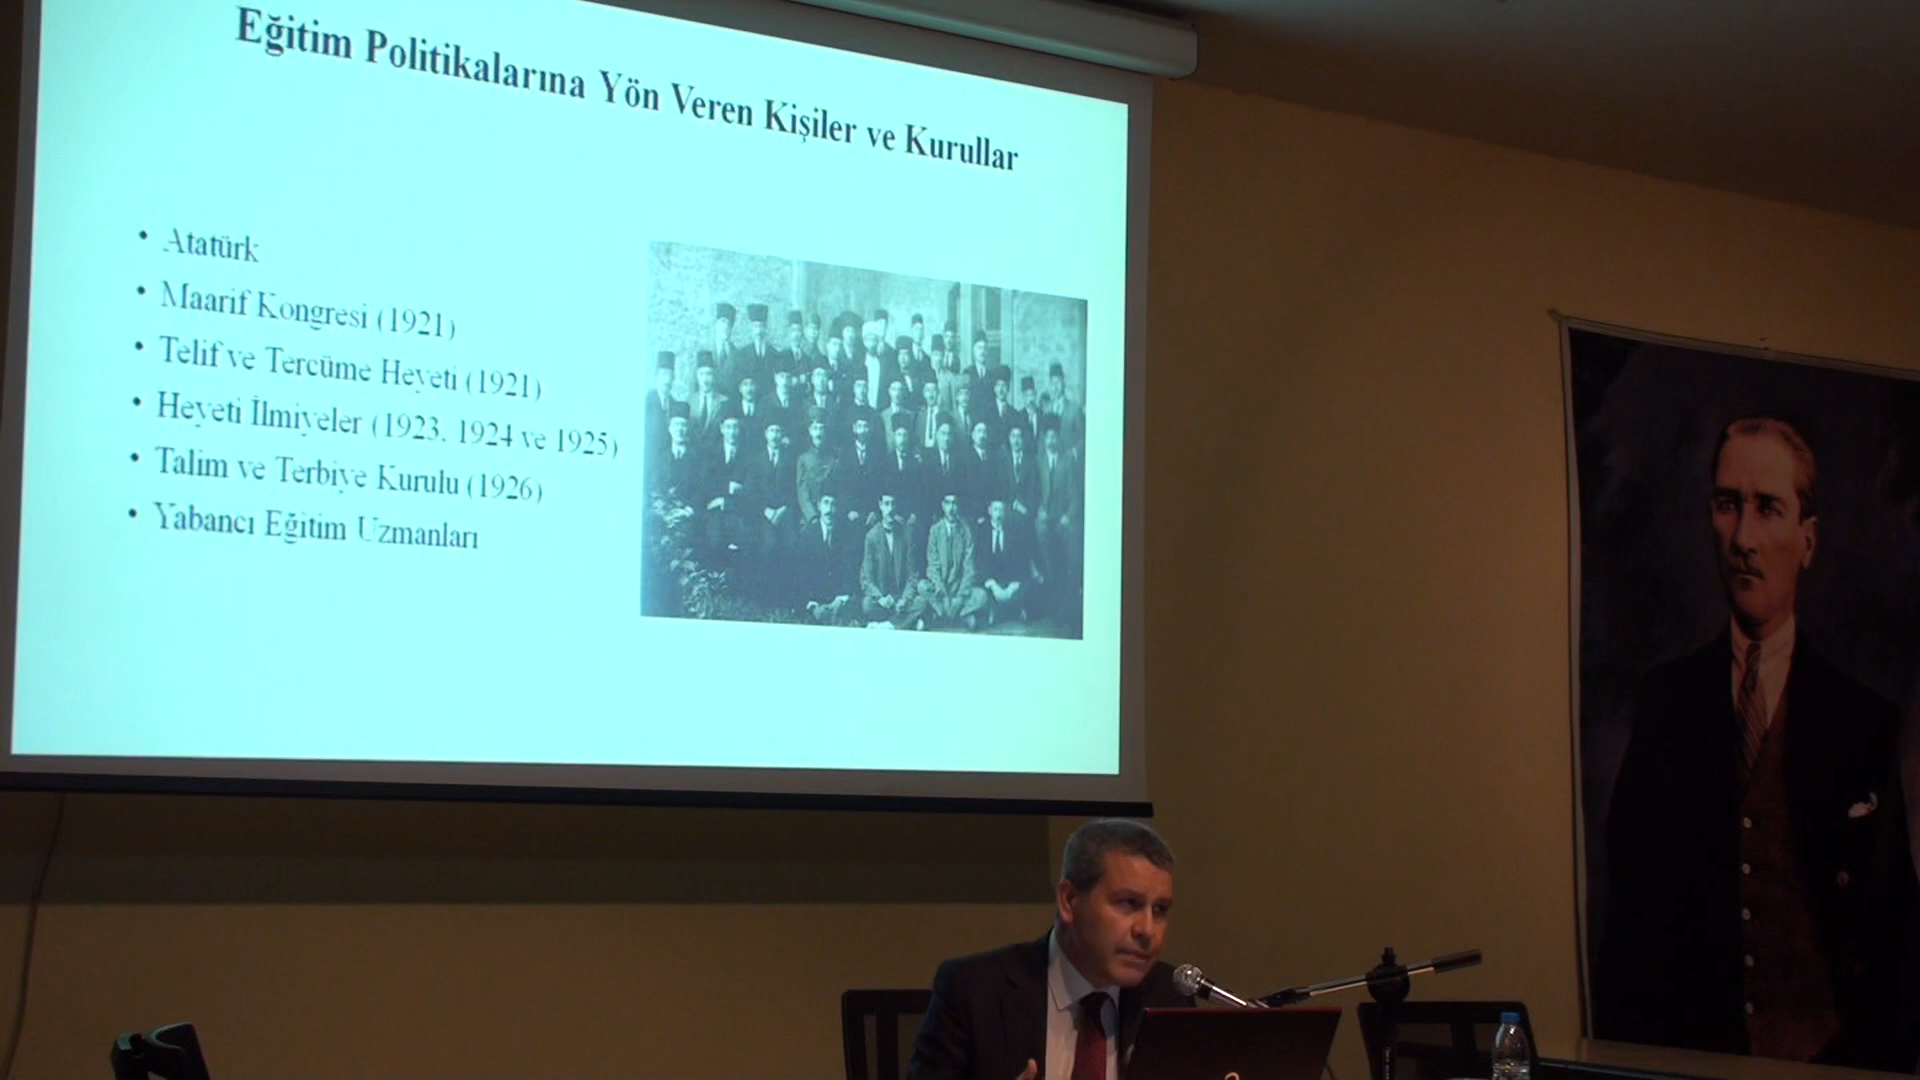 Eğitim Politikalarına Yön Veren Kişiler ve Kurullar
• Atatürk
• Maarif Kongresi (1921)
• Telif ve Tercüme Heyeti (1921)
• Heyeti İlmiyeler (1923, 1924 ve 1925)
• Talim ve Terbiye Kurulu (1926)
• Yabancı Eğitim Uzmanları